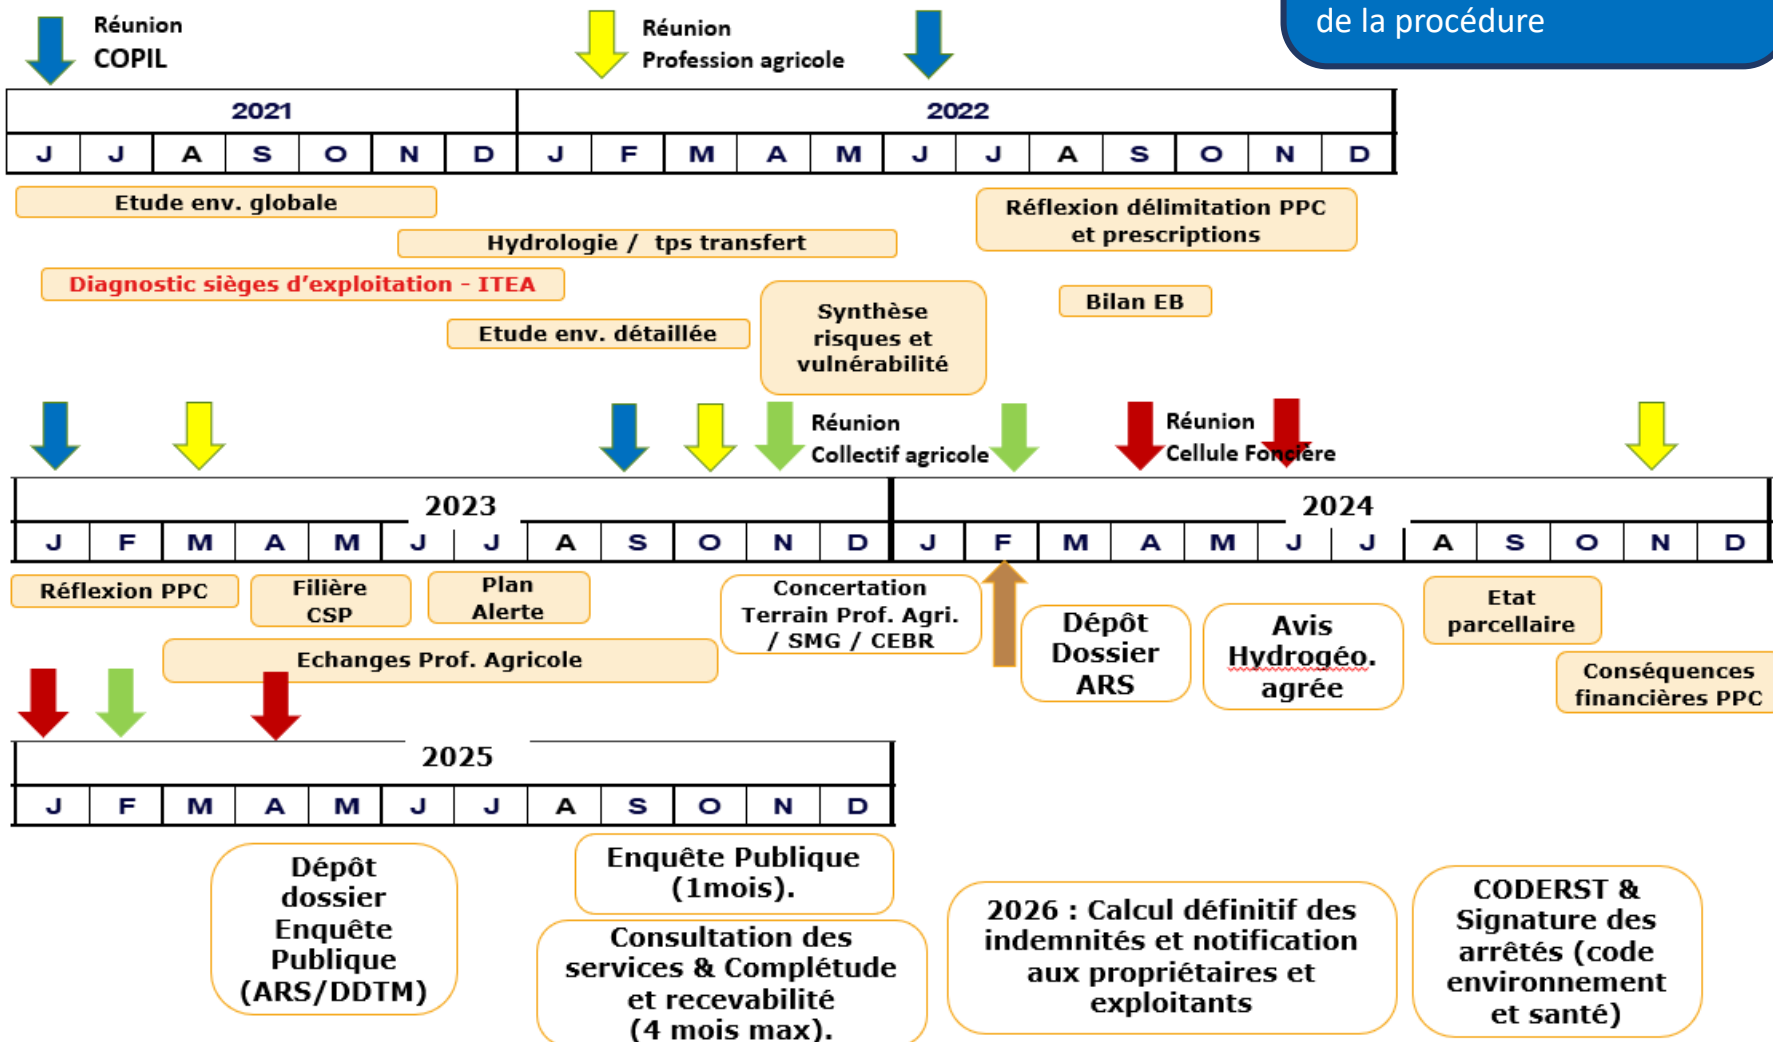 de la procédure
Réunion
COPIL
Réunion
Profession agricole
2021
2022
J J A S O N D J F M A M J J A S O N D
Etude env. globale
Réflexion délimitation PPC
et prescriptions
Hydrologie / tps transfert
Diagnostic sièges d'exploitation - ITEA
Bilan EB
Synthèse
risques et
vulnérabilité
Etude env. détaillée
Réunion
Collectif agricole
Réunion
Cellule Foncière
2023
2024
J F M A M J J A S O N D J F M A M J J A S O N D
Réflexion PPC
Filière
CSP
Plan
Alerte
Concertation
Terrain Prof. Agri.
/ SMG / CEBR
Dépôt
Dossier
ARS
Avis
Hydrogéo.
agrée
Etat
parcellaire
Echanges Prof. Agricole
Conséquences
financières PPC
2025
J F M A M J J A S O N D
Dépôt
dossier
Enquête
Publique
(ARS/DDTM)
Enquête Publique
(1mois).
Consultation des
services & Complétude
et recevabilité
(4 mois max).
2026 : Calcul définitif des
indemnités et notification
aux propriétaires et
exploitants
CODERST &
Signature des
arrêtés (code
environnement
et santé)